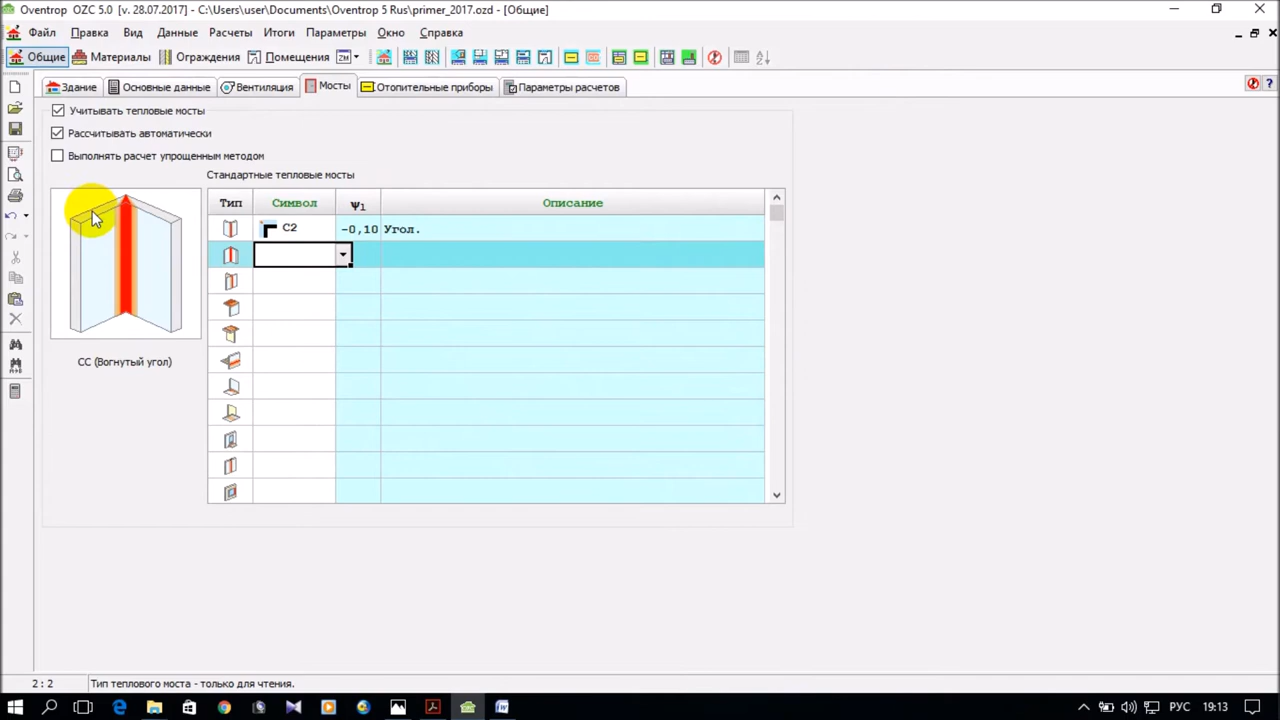 Oventrop OZC 5.0 [v. 28.07.2017] - C:\Users\user\Documents\Oventrop 5 Rus\primer_2017.ozd - [Общие]
Файл Правка Вид Данные Расчеты Итоги Параметры Окно Справка
Общие Материалы Ограждения Помещения
Здание Основные данные Вентиляция Мосты Отопительные приборы Параметры расчетов
Учитывать тепловые мосты
Рассчитывать автоматически
Выполнять расчет упрощенным методом
Стандартные тепловые мосты
Тип Символ Ψ1 Описание
C2 -0,10 Угол.
СС (Вогнутый угол)
2 : 2 Тип теплового моста - только для чтения.
РУС 19:13